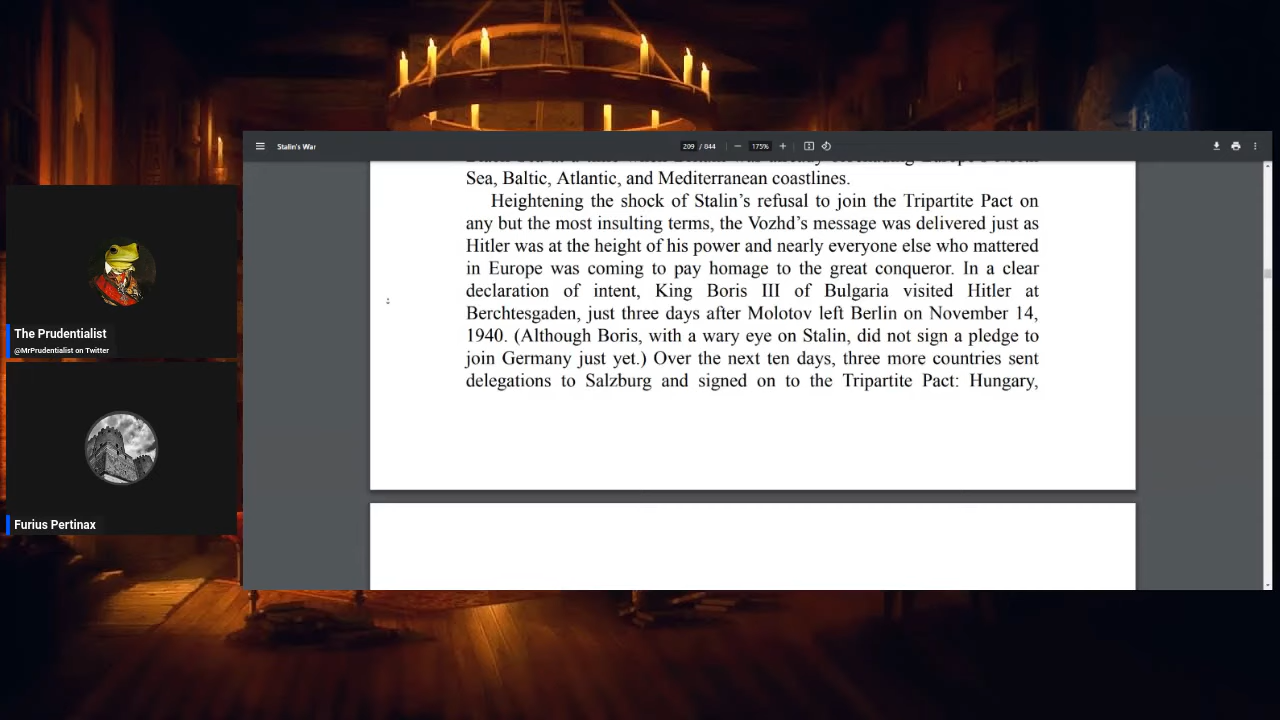 Stail's War
209 / 844
175%
Sea, Baltic, Atlantic, and Mediterranean coastlines.
Heightening the shock of Stalin's refusal to join the Tripartite Pact on
any but the most insulting terms, the Vozhd's message was delivered just as
Hitler was at the height of his power and nearly everyone else who mattered
in Europe was coming to pay homage to the great conqueror. In a clear
declaration of intent, King Boris III of Bulgaria visited Hitler at
Berchtesgaden, just three days after Molotov left Berlin on November 14,
1940. (Although Boris, with a wary eye on Stalin, did not sign a pledge to
join Germany just yet.) Over the next ten days, three more countries sent
delegations to Salzburg and signed on to the Tripartite Pact: Hungary,
The Prudentialist
@MrPrudentialist on Twitter
Furius Pertinax